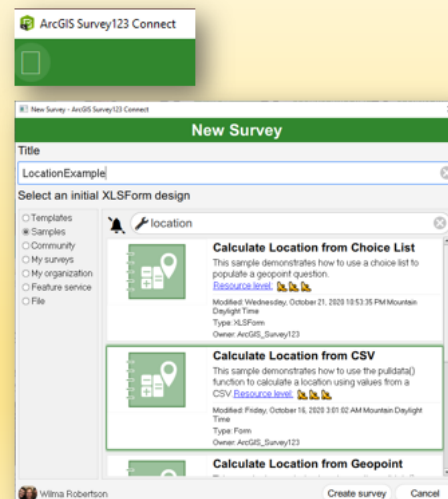 ArcGIS Survey123 Connect
New Survey - ArcGIS Survey123 Connect
New Survey
Title
LocationExample
Select an initial XLSForm design
Templates
Samples
Community
My surveys
My organization
Feature service
File
location
Calculate Location from Choice List
This sample demonstrates how to use a choice list to
populate a geopoint question.
Resource level:
Modified: Wednesday, October 21, 2020 10:53:35 PM Mountain
Daylight Time
Type: XLSForm
Owner: ArcGIS_Survey123
Calculate Location from CSV
This sample demonstrates how to use the pulldata()
function to calculate a location using values from a
CSV.Resource level:
Modified: Friday, October 16, 2020 3:01:02 AM Mountain Daylight
Time
Type: Form
Owner: ArcGIS_Survey123
Calculate Location from Geopoint
Wilma Robertson
Create survey
Cancel